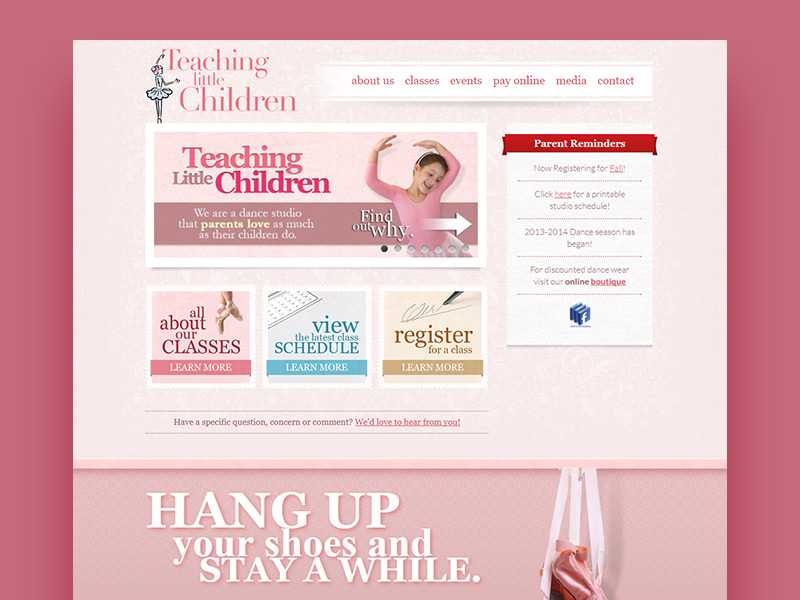 Teaching
little
Children
about us classes events pay online media contact
Teaching
Little Children
We are a dance studio
that parents love as much
as their children do.
Find
out why.
Parent Reminders
Now Registering for Fall!
Click here for a printable
studio schedule!
2013-2014 Dance season has
began!
For discounted dance wear
visit our online boutique
all
about
our
CLASSES
LEARN MORE
view
the latest class
SCHEDULE
LEARN MORE
register
for a class
LEARN MORE
Have a specific question, concern or comment? We'd love to hear from you!
HANG UP
your shoes and
STAY A WHILE.